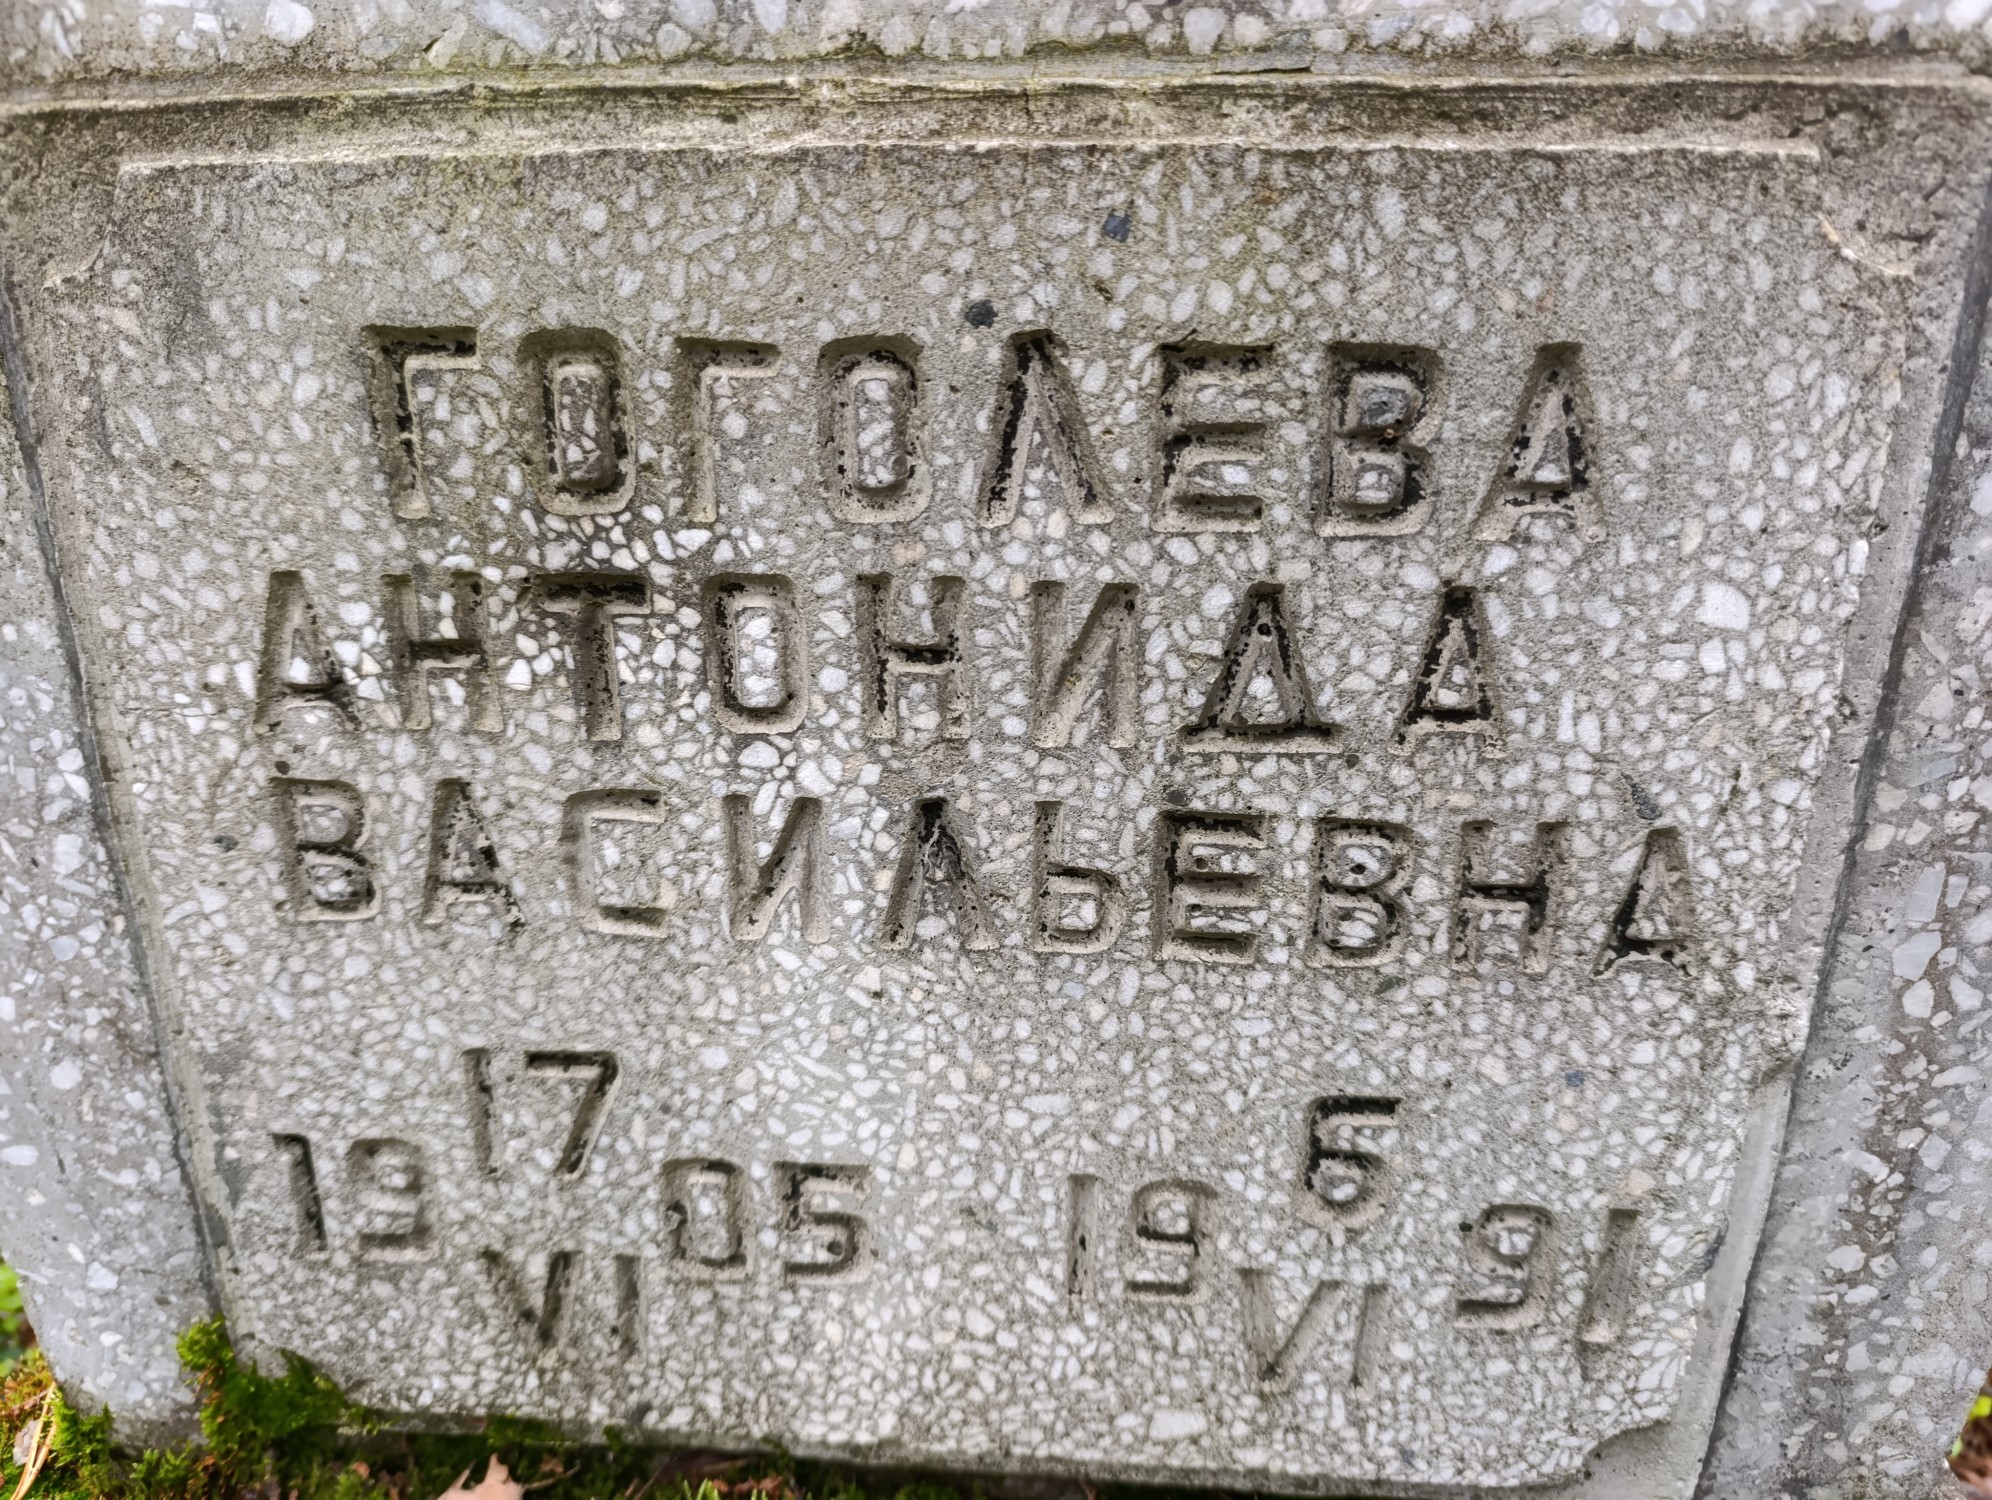 ГОГОЛЕВА
АНТОНИДА
ВАСИЛЬЕВНА
19 17/VI 05 19 6/VI 91